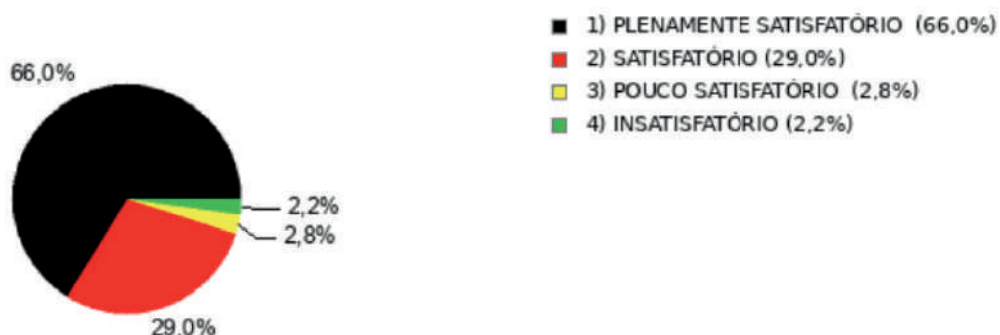 1) PLENAMENTE SATISFATÓRIO (66,0%)
2) SATISFATÓRIO (29,0%)
3) POUCO SATISFATÓRIO (2,8%)
4) INSATISFATÓRIO (2,2%)
66,0%
2,2%
2,8%
29,0%